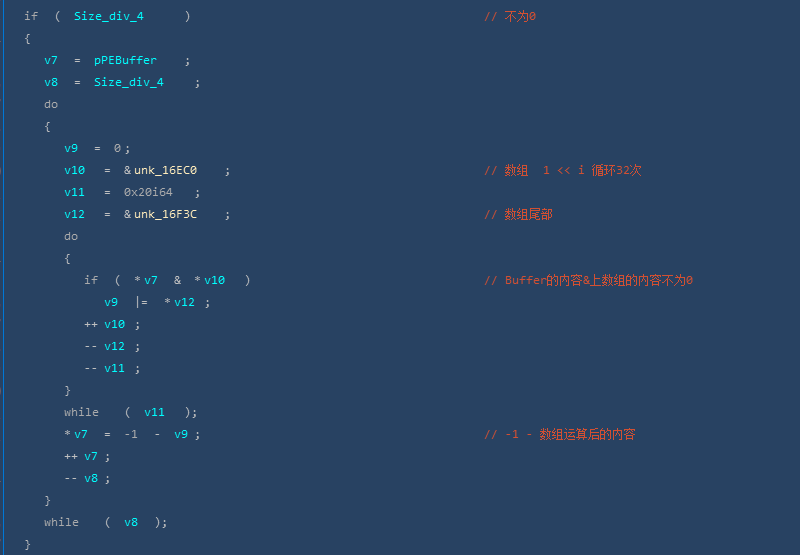 if ( Size_div_4 ) // 不为0
{
v7 = pPEBuffer ;
v8 = Size_div_4 ;
do
{
v9 = 0 ;
v10 = & unk_16EC0 ; // 数组 1 << i 循环32次
v11 = 0x20i64 ;
v12 = & unk_16F3C ; // 数组尾部
do
{
if ( * v7 & * v10 ) // Buffer的内容&上数组的内容不为0
v9 |= * v12 ;
++ v10 ;
-- v12 ;
-- v11 ;
}
while ( v11 );
* v7 = -1 - v9 ; // -1 - 数组运算后的内容
++ v7 ;
-- v8 ;
}
while ( v8 );
}